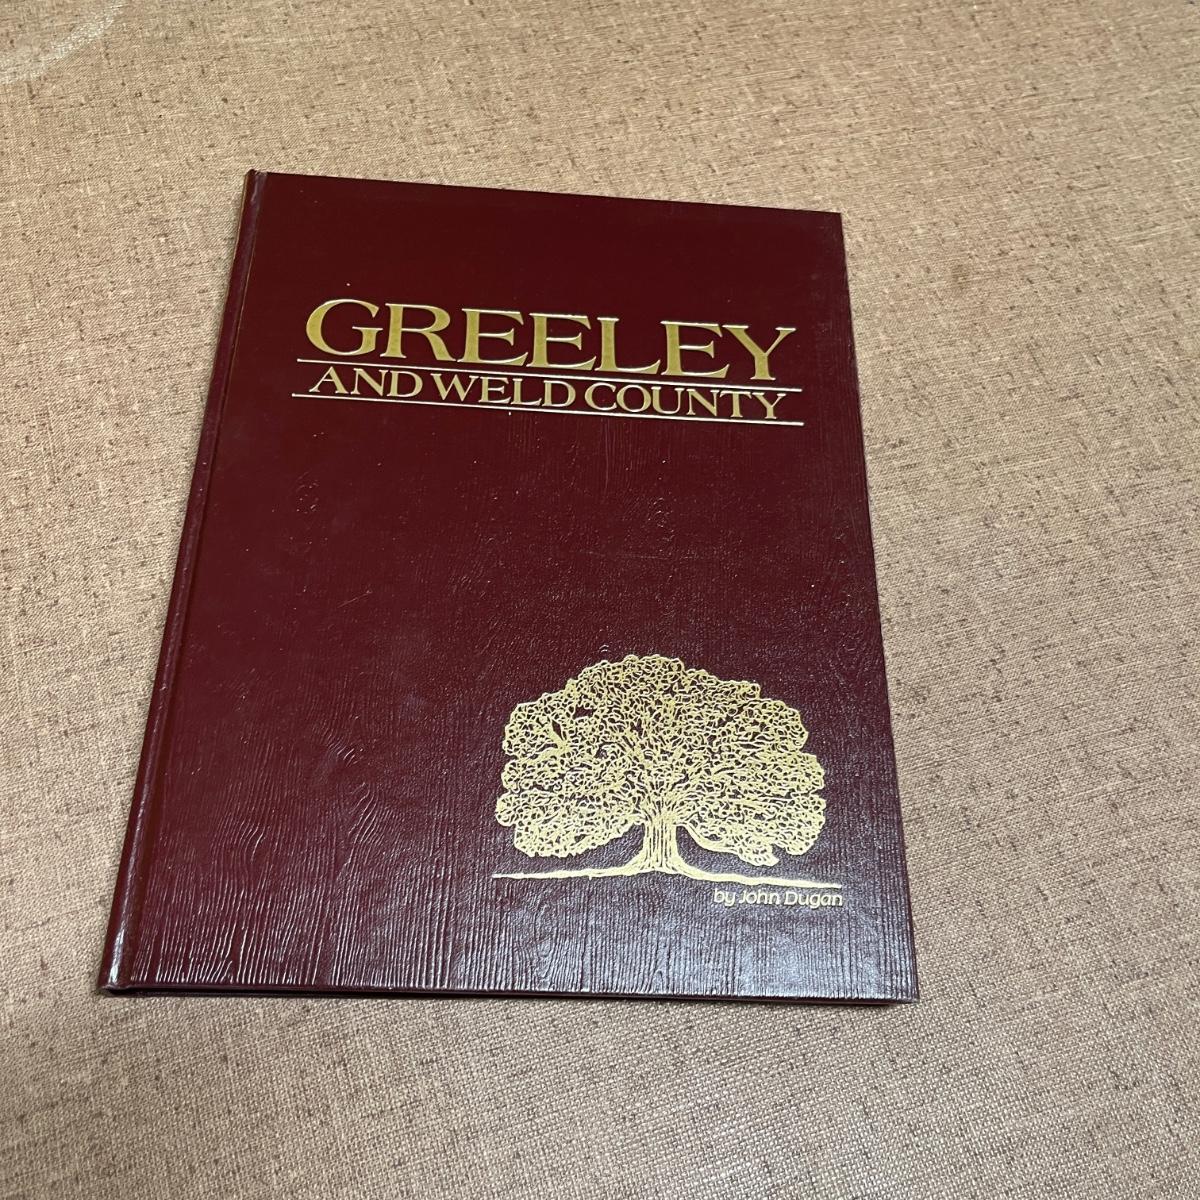 GREELEY
AND WELD COUNTY
by John Dugan